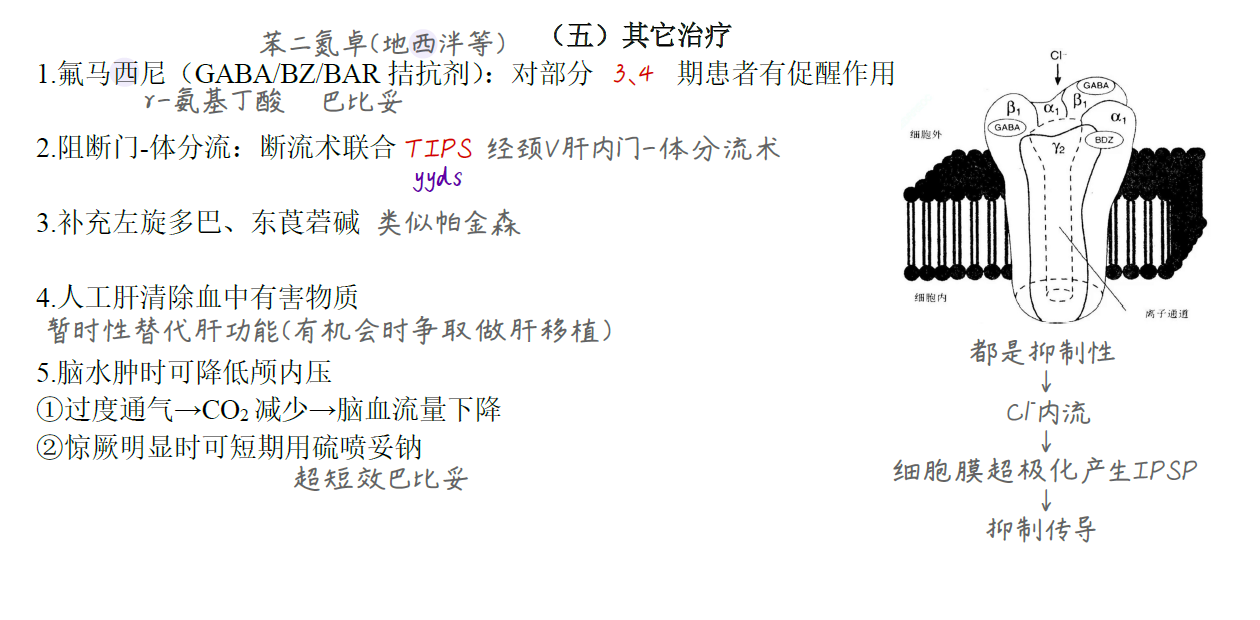 （五）其它治疗
苯二氮卓(地西泮等)
1.氟马西尼（GABA/BZ/BAR 拮抗剂）：对部分 3、4 期患者有促醒作用
γ-氨基丁酸 巴比妥
2.阻断门-体分流：断流术联合 TIPS 经颈V肝内门-体分流术
yyds
3.补充左旋多巴、东莨菪碱 类似帕金森
4.人工肝清除血中有害物质
暂时性替代肝功能(有机会时争取做肝移植)
5.脑水肿时可降低颅内压
①过度通气→CO₂ 减少→脑血流量下降
②惊厥明显时可短期用硫喷妥钠
超短效巴比妥
Cl⁻
GABA
β₁ α₁ β₁ α₁
GABA
BDZ
γ₂
细胞外
细胞内
离子通道
都是抑制性
↓
Cl⁻内流
↓
细胞膜超极化产生IPSP
↓
抑制传导